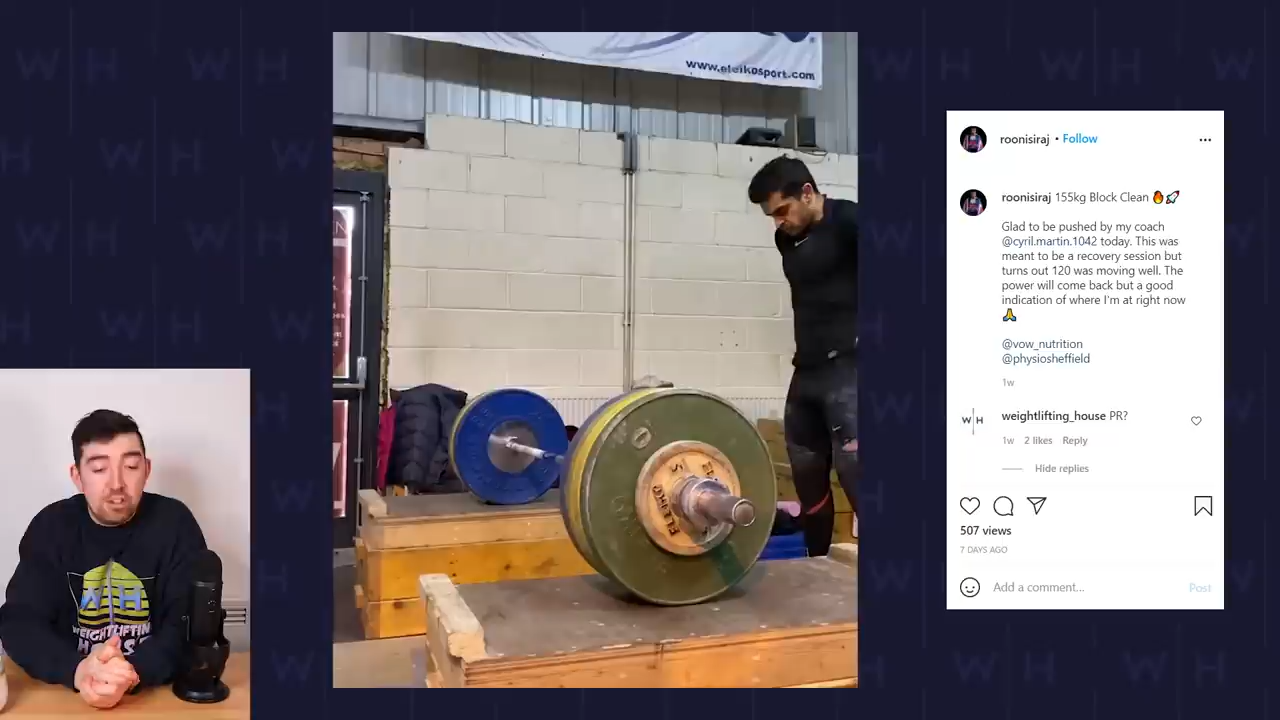 www.eleikosport.com
ELEIKO
WH
WEIGHTLIFTING
HOUSE
roonisiraj • Follow
roonisiraj 155kg Block Clean 🔥🚀
Glad to be pushed by my coach
@cyril.martin.1042 today. This was
meant to be a recovery session but
turns out 120 was moving well. The
power will come back but a good
indication of where I'm at right now
🙏
@vow_nutrition
@physiosheffield
1w
W|H
weightlifting_house PR?
1w 2 likes Reply
Hide replies
507 views
7 DAYS AGO
Add a comment...
Post